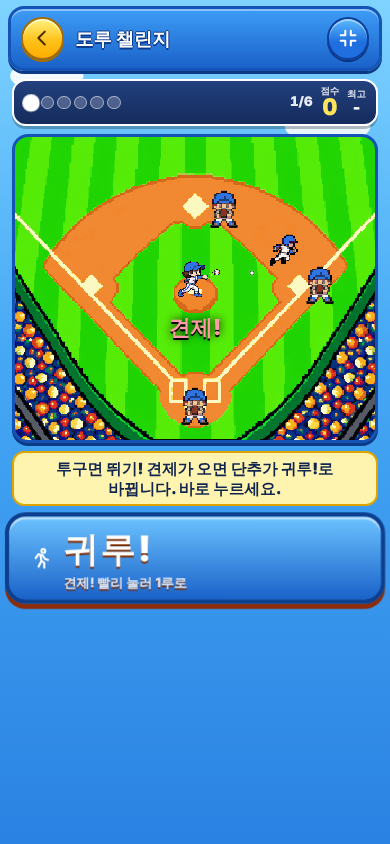 도루 챌린지
1/6
점수
0
최고
-
견제!
투구면 뛰기! 견제가 오면 단추가 귀루!로
바뀝니다. 바로 누르세요.
귀루!
견제! 빨리 눌러 1루로